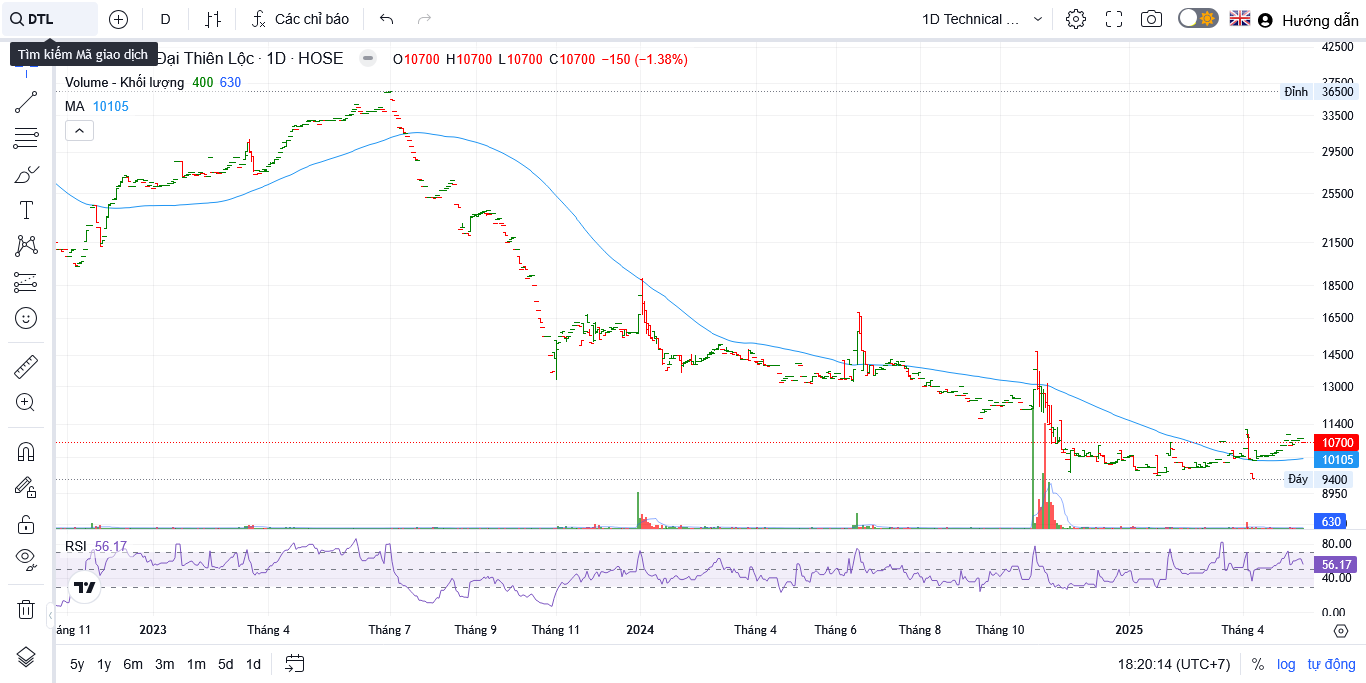 DTL D Các chỉ báo 1D Technical ... Hướng dẫn
Tìm kiếm Mã giao dịch
Đại Thiên Lộc · 1D · HOSE O10700 H10700 L10700 C10700 −150 (−1.38%)
Volume - Khối lượng 400 630
MA 10105
42500
37500
Đỉnh 36500
33500
29500
25500
21500
18500
16500
14500
13000
11400
10700
10105
Đáy 9400
8950
630
RSI 56.17
80.00
56.17
40.00
0.00
áng 11 2023 Tháng 4 Tháng 7 Tháng 9 Tháng 11 2024 Tháng 4 Tháng 6 Tháng 8 Tháng 10 2025 Tháng 4
5y 1y 6m 3m 1m 5d 1d 18:20:14 (UTC+7) % log tự động